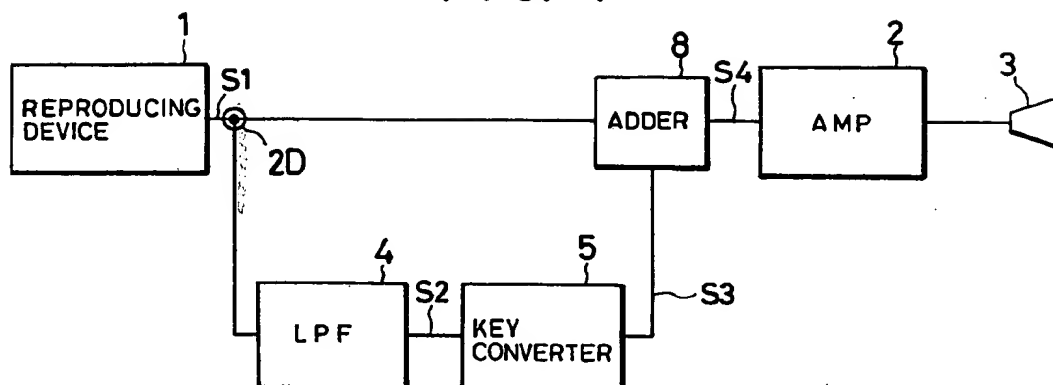 1
S1
REPRODUCING
DEVICE
2D
8
ADDER
S4
2
AMP
3
4
LPF
S2
5
KEY
CONVERTER
S3